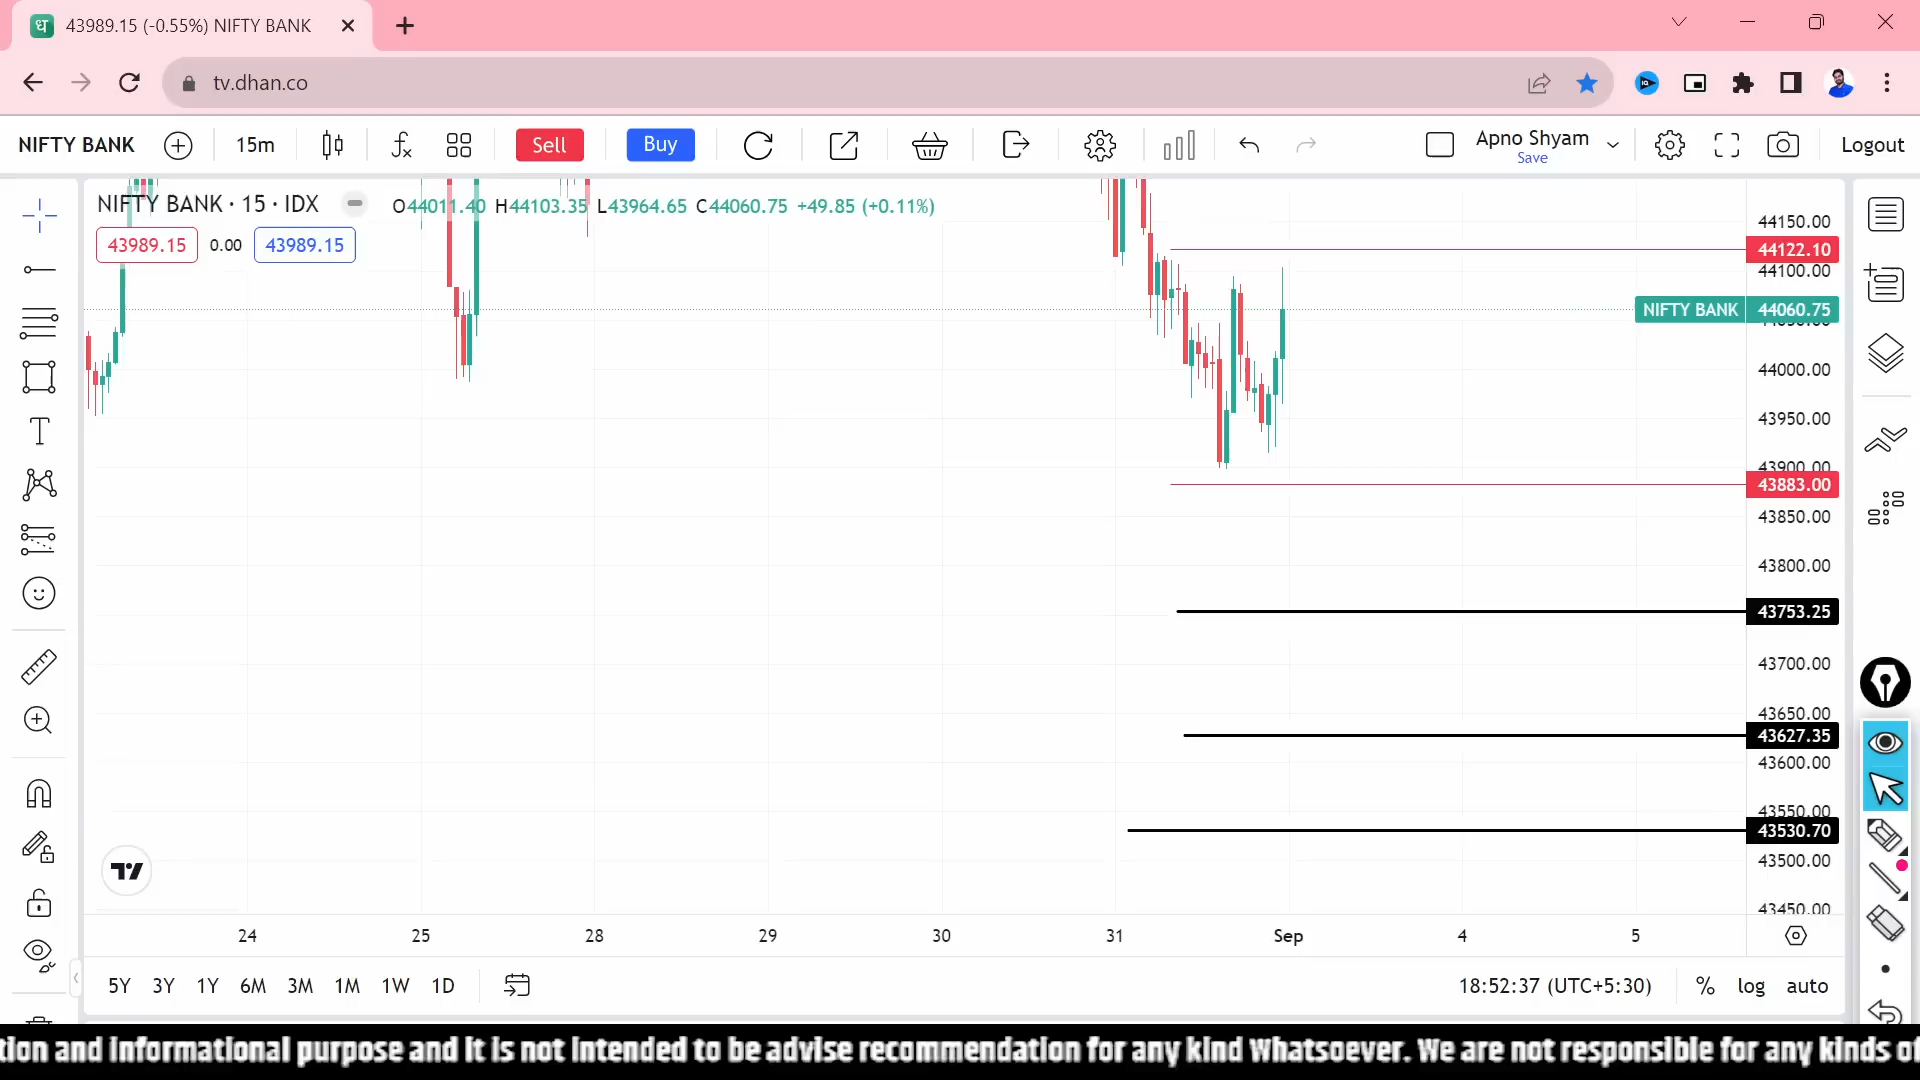 43989.15 (-0.55%) NIFTY BANK
tv.dhan.co
NIFTY BANK 15m Sell Buy Apno Shyam Save Logout
NIFTY BANK · 15 · IDX O44011.40 H44103.35 L43964.65 C44060.75 +49.85 (+0.11%)
43989.15 0.00 43989.15
44150.00
44122.10
44100.00
NIFTY BANK 44060.75
44050.00
44000.00
43950.00
43900.00
43883.00
43850.00
43800.00
43753.25
43700.00
43650.00
43627.35
43600.00
43550.00
43530.70
43500.00
43450.00
24 25 28 29 30 31 Sep 4 5
5Y 3Y 1Y 6M 3M 1M 1W 1D 18:52:37 (UTC+5:30) % log auto
tion and informational purpose and it is not intended to be advise recommendation for any kind Whatsoever. We are not responsible for any kinds of